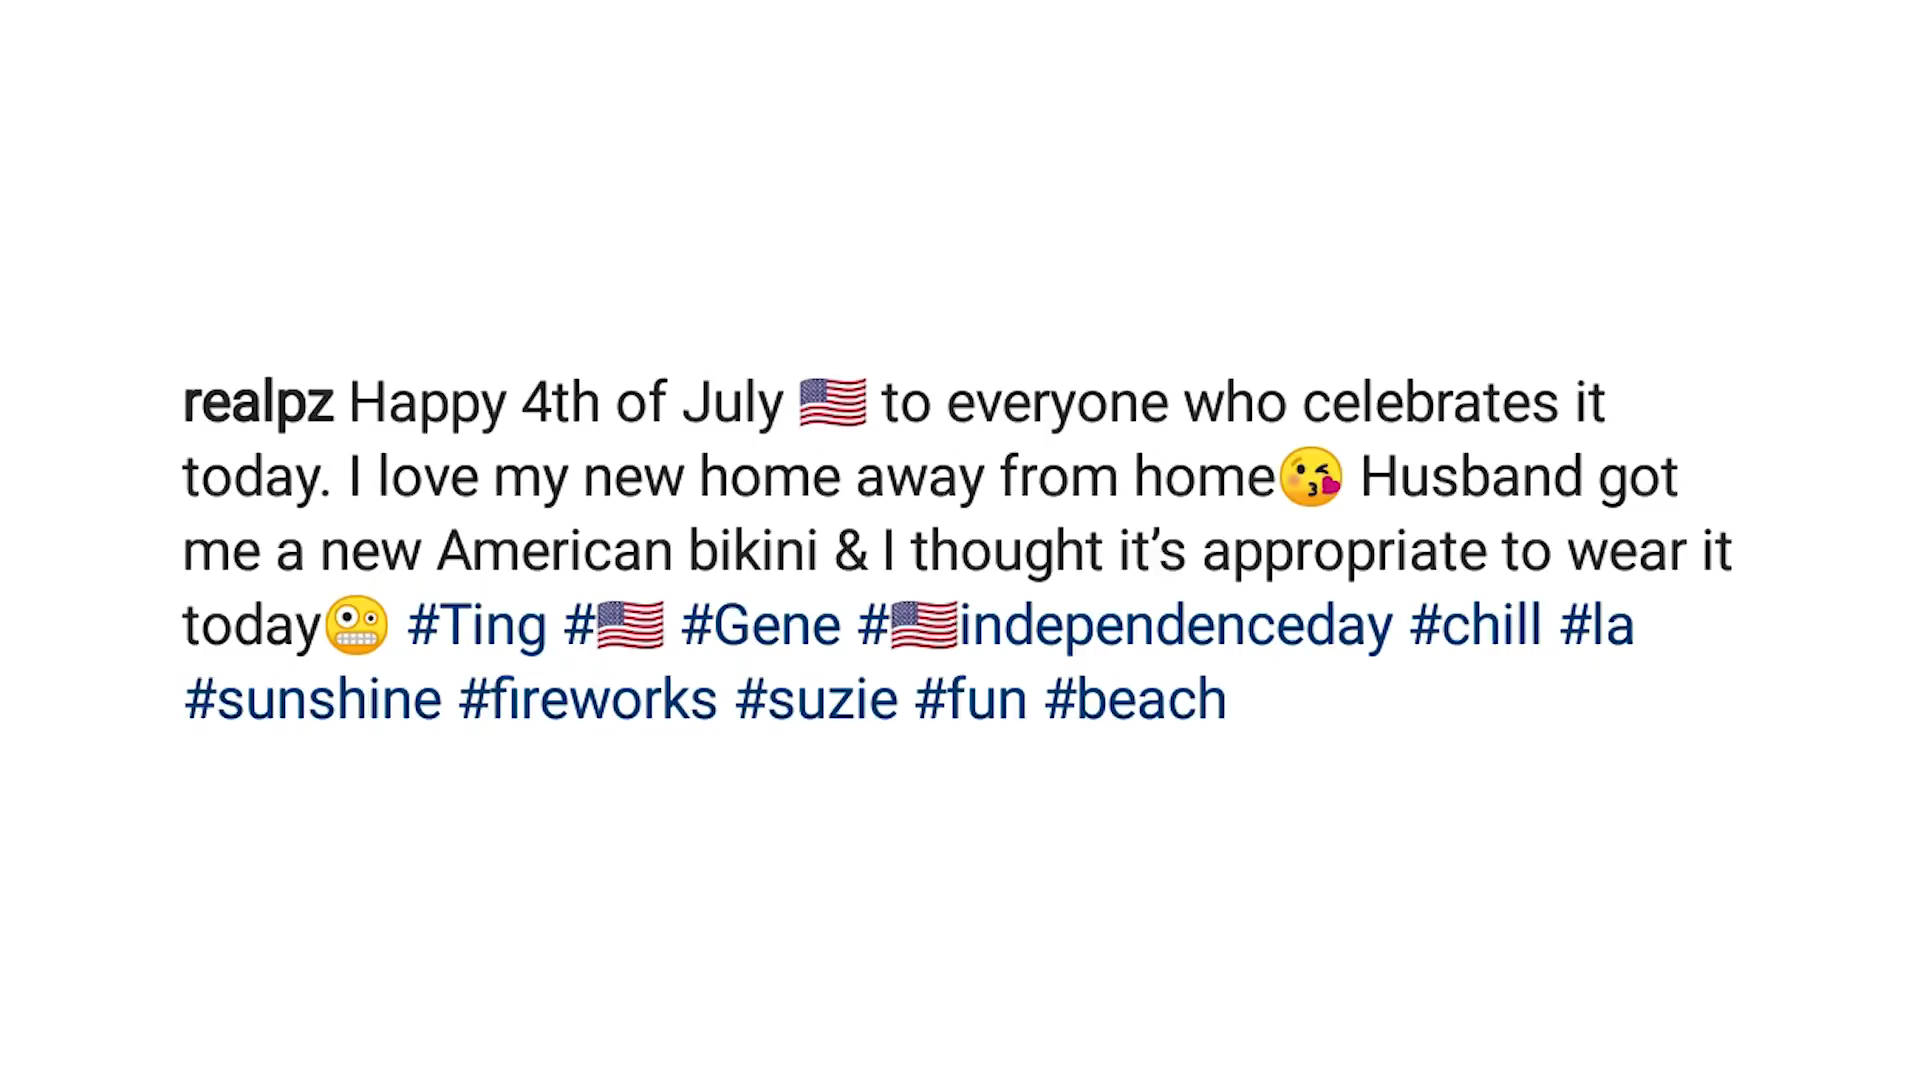 realpz Happy 4th of July 🇺🇸 to everyone who celebrates it
today. I love my new home away from home😘 Husband got
me a new American bikini & I thought it’s appropriate to wear it
today😬 #Ting #🇺🇸 #Gene #🇺🇸independenceday #chill #la
#sunshine #fireworks #suzie #fun #beach